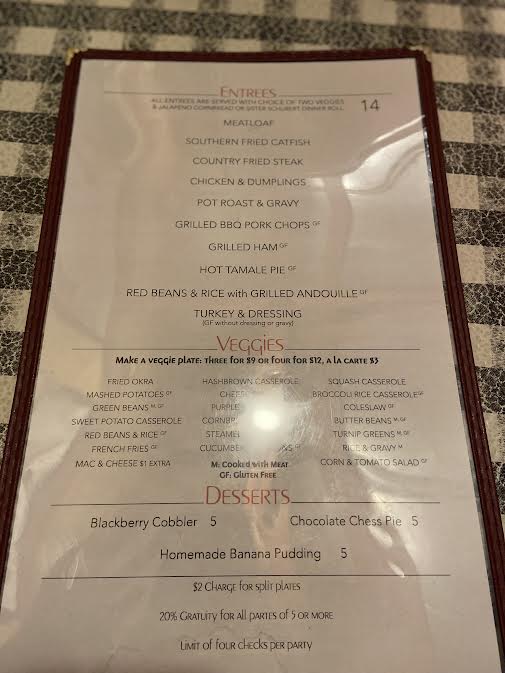 ENTREES
ALL ENTREES ARE SERVED WITH CHOICE OF TWO VEGGIES
& JALAPENO CORNBREAD OR SISTER SCHUBERT DINNER ROLL
14
MEATLOAF
SOUTHERN FRIED CATFISH
COUNTRY FRIED STEAK
CHICKEN & DUMPLINGS
POT ROAST & GRAVY
GRILLED BBQ PORK CHOPS GF
GRILLED HAM GF
HOT TAMALE PIE GF
RED BEANS & RICE with GRILLED ANDOUILLE GF
TURKEY & DRESSING
(GF without dressing or gravy)
VEGGIES
MAKE A VEGGIE PLATE: THREE FOR $9 OR FOUR FOR $12, A LA CARTE $3
FRIED OKRA
MASHED POTATOES GF
GREEN BEANS M, GF
SWEET POTATO CASSEROLE
RED BEANS & RICE GF
FRENCH FRIES GF
MAC & CHEESE $1 EXTRA
HASHBROWN CASSEROLE
PURPLE
CUCUMBE
M: COOKED WITH MEAT
GF: GLUTEN FREE
SQUASH CASSEROLE
BROCCOLI RICE CASSEROLE GF
COLESLAW GF
BUTTER BEANS M, GF
TURNIP GREENS M, GF
RICE & GRAVY M
CORN & TOMATO SALAD GF
DESSERTS
Blackberry Cobbler 5
Chocolate Chess Pie 5
Homemade Banana Pudding 5
$2 CHARGE FOR SPLIT PLATES
20% GRATUITY FOR ALL PARTES OF 5 OR MORE
LIMIT OF FOUR CHECKS PER PARTY